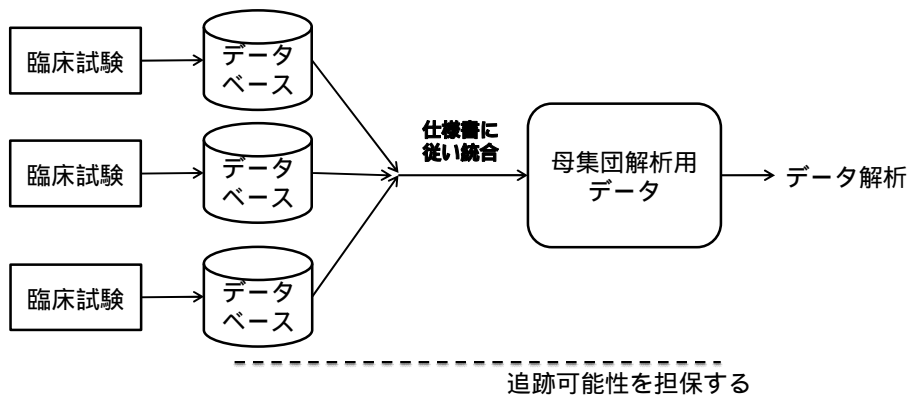 臨床試験
データ
ベース
臨床試験
データ
ベース
臨床試験
データ
ベース
仕様書に
従い統合
母集団解析用
データ
データ解析
追跡可能性を担保する